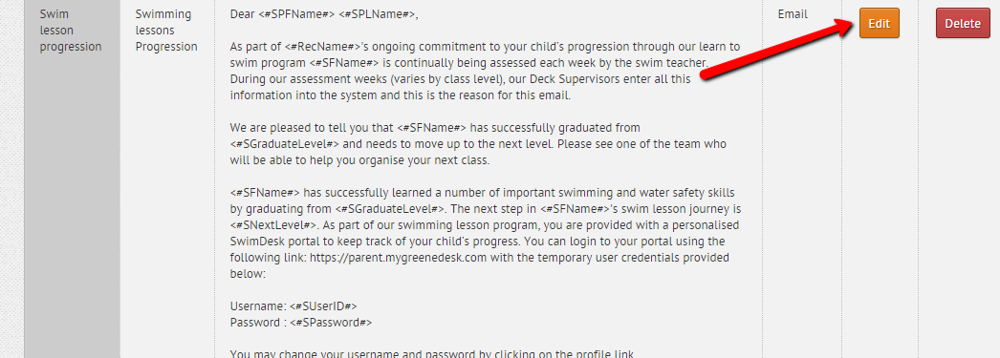 Swim
lesson
progression
Swimming
lessons
Progression
Dear <#SPFName#> <#SPLName#>,
As part of <#RecName#>'s ongoing commitment to your child's progression through our learn to
swim program <#SFName#> is continually being assessed each week by the swim teacher.
During our assessment weeks (varies by class level), our Deck Supervisors enter all this
information into the system and this is the reason for this email.
We are pleased to tell you that <#SFName#> has successfully graduated from
<#SGraduateLevel#> and needs to move up to the next level. Please see one of the team who
will be able to help you organise your next class.
<#SFName#> has successfully learned a number of important swimming and water safety skills
by graduating from <#SGraduateLevel#>. The next step in <#SFName#>'s swim lesson journey is
<#SNextLevel#>. As part of our swimming lesson program, you are provided with a personalised
SwimDesk portal to keep track of your child's progress. You can login to your portal using the
following link: https://parent.mygreenedesk.com with the temporary user credentials provided
below:
Username: <#SUserID#>
Password : <#SPassword#>
You may change your username and password by clicking on the profile link
Email
Edit
Delete